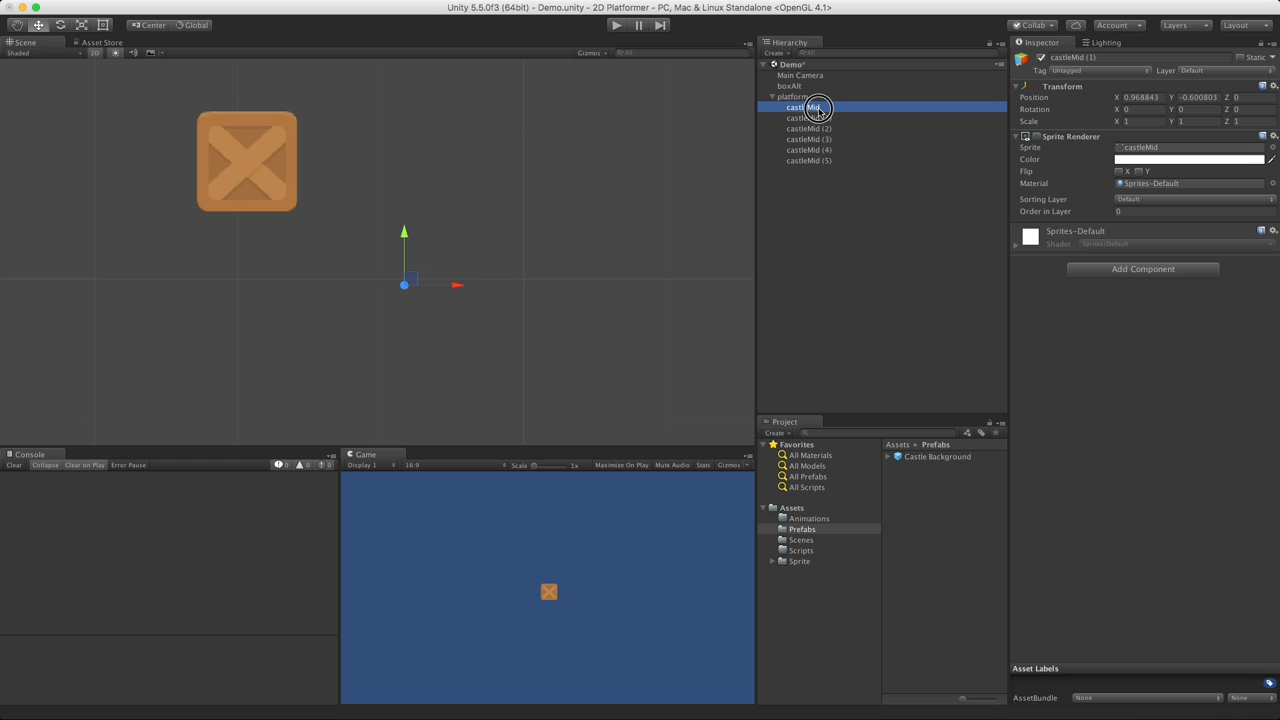 Unity 5.5.0f3 (64bit) - Demo.unity - 2D Platformer - PC, Mac & Linux Standalone <OpenGL 4.1>
Center Global Collab Account Layers Layout
Scene Asset Store
Shaded 2D Gizmos All
Hierarchy
Create All
Demo*
Main Camera
boxAlt
platform
castleMid
castleMid (2)
castleMid (3)
castleMid (4)
castleMid (5)
Inspector Lighting
castleMid (1) Static
Tag Untagged Layer Default
Transform
Position X 0.968843 Y -0.600803 Z 0
Rotation X 0 Y 0 Z 0
Scale X 1 Y 1 Z 1
Sprite Renderer
Sprite castleMid
Color
Flip X Y
Material Sprites-Default
Sorting Layer Default
Order in Layer 0
Sprites-Default
Shader Sprites/Default
Add Component
Console
Clear Collapse Clear on Play Error Pause 0 0 0
Game
Display 1 16:9 Scale 1x Maximize On Play Mute Audio Stats Gizmos
Project
Create
Favorites
All Materials
All Models
All Prefabs
All Scripts
Assets
Animations
Prefabs
Scenes
Scripts
Sprite
Assets Prefabs
Castle Background
Asset Labels
AssetBundle None None